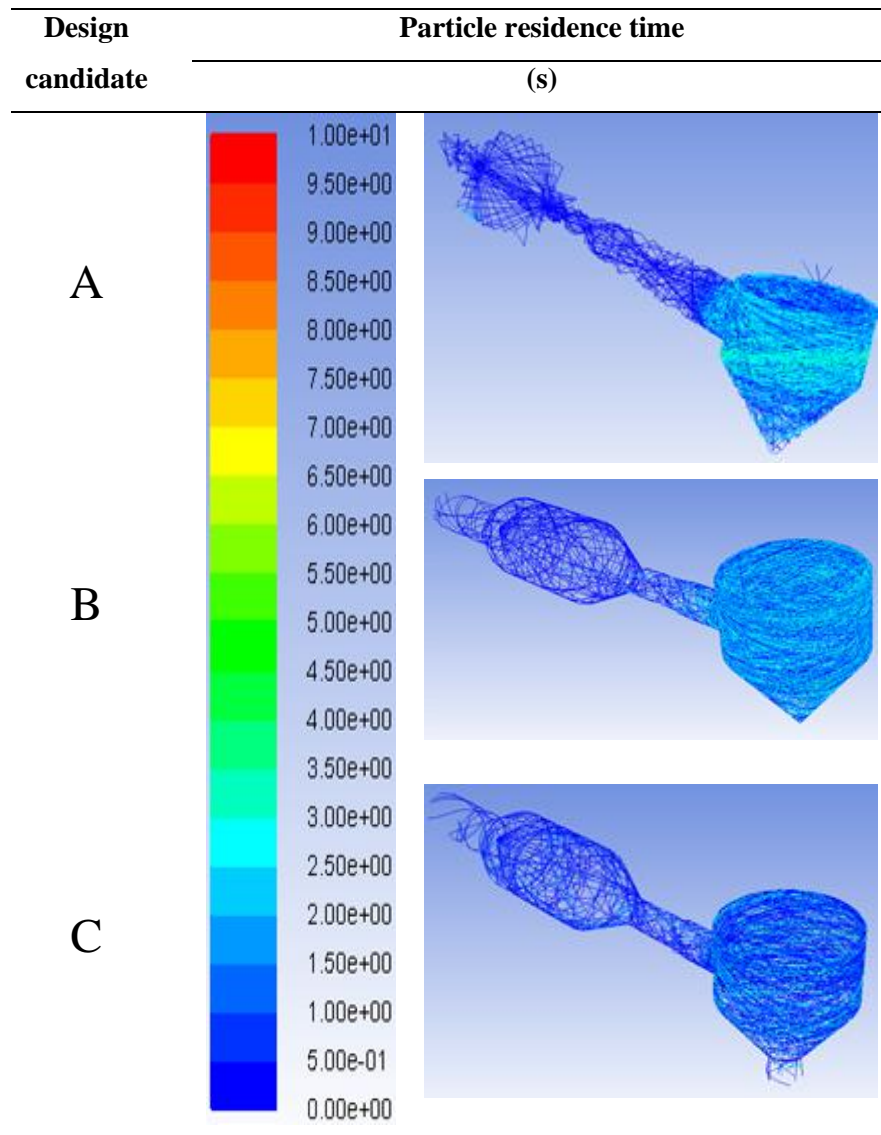 Design candidate
Particle residence time
(s)
A
B
C
1.00e+01
9.50e+00
9.00e+00
8.50e+00
8.00e+00
7.50e+00
7.00e+00
6.50e+00
6.00e+00
5.50e+00
5.00e+00
4.50e+00
4.00e+00
3.50e+00
3.00e+00
2.50e+00
2.00e+00
1.50e+00
1.00e+00
5.00e-01
0.00e+00